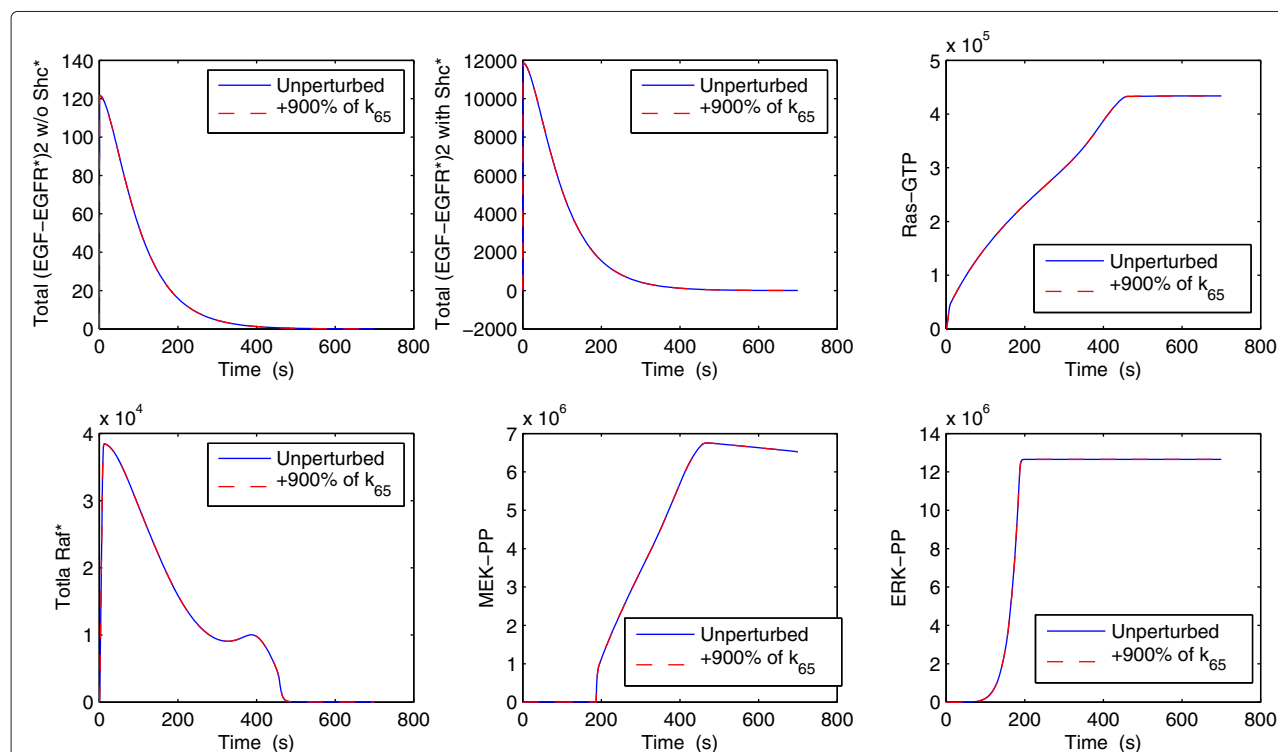 140
120
100
80
60
40
20
0
0 200 400 600 800
Time (s)
Total (EGF−EGFR*)2 w/o Shc*
Unperturbed
+900% of k65
12000
10000
8000
6000
4000
2000
0
−2000
0 200 400 600 800
Time (s)
Total (EGF−EGFR*)2 with Shc*
Unperturbed
+900% of k65
x 10^5
5
4
3
2
1
0
0 200 400 600 800
Time (s)
Ras−GTP
Unperturbed
+900% of k65
x 10^4
4
3
2
1
0
0 200 400 600 800
Time (s)
Totla Raf*
Unperturbed
+900% of k65
x 10^6
7
6
5
4
3
2
1
0
0 200 400 600 800
Time (s)
MEK−PP
Unperturbed
+900% of k65
x 10^6
14
12
10
8
6
4
2
0
0 200 400 600 800
Time (s)
ERK−PP
Unperturbed
+900% of k65